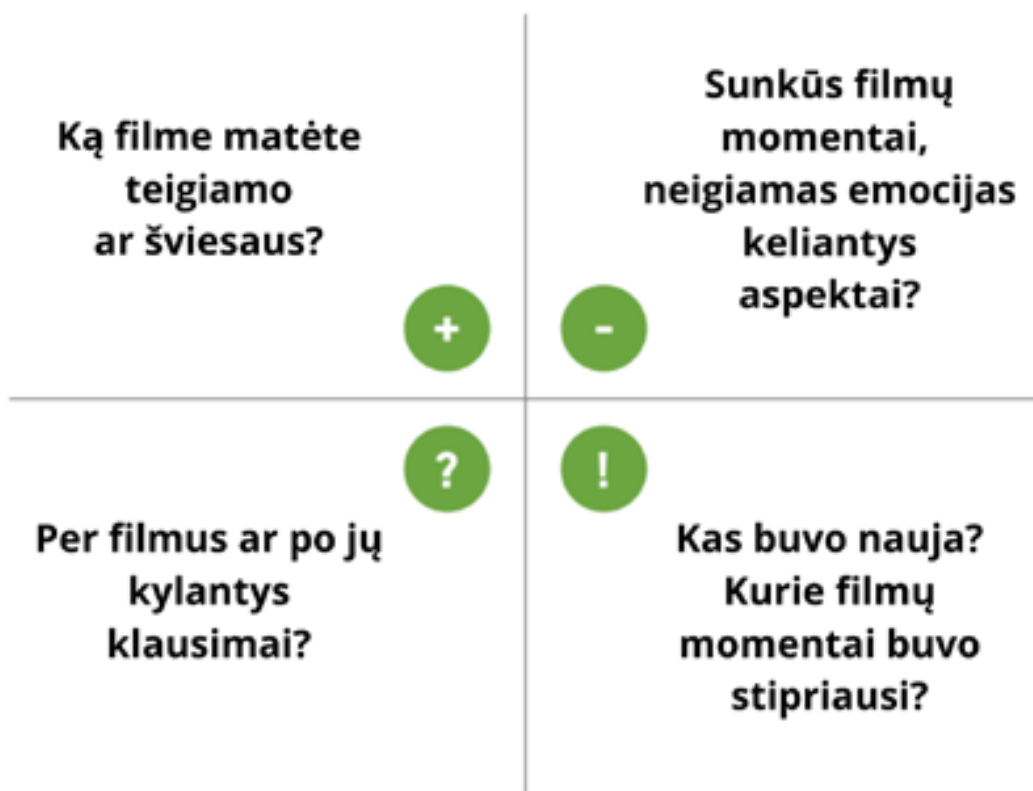 Ką filme matėte
teigiamo
ar šviesaus?
+
Sunkūs filmų
momentai,
neigiamas emocijas
keliantys
aspektai?
-
?
Per filmus ar po jų
kylantys
klausimai?
!
Kas buvo nauja?
Kurie filmų
momentai buvo
stipriausi?